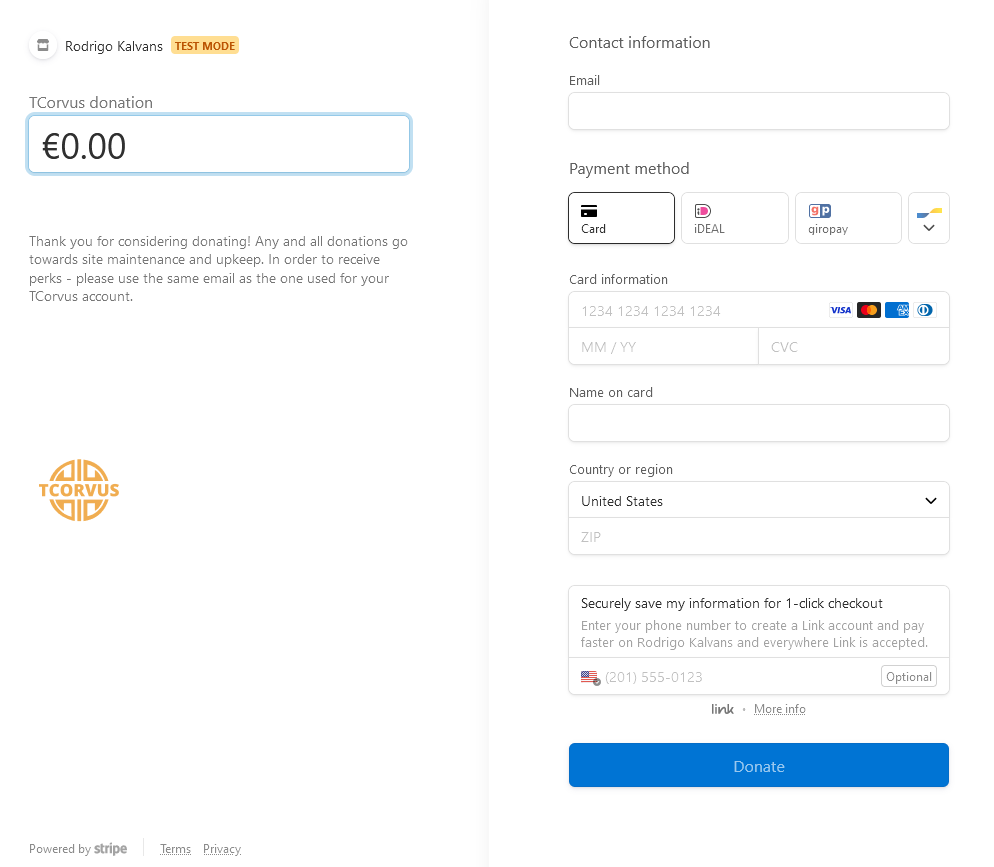 Rodrigo Kalvans TEST MODE
TCorvus donation
€0.00
Thank you for considering donating! Any and all donations go
towards site maintenance and upkeep. In order to receive
perks - please use the same email as the one used for your
TCorvus account.
TCORVUS
Powered by stripe
Terms Privacy
Contact information
Email
Payment method
Card
iDEAL
giropay
Card information
1234 1234 1234 1234
VISA
AMEX
MM / YY
CVC
Name on card
Country or region
United States
ZIP
Securely save my information for 1-click checkout
Enter your phone number to create a Link account and pay
faster on Rodrigo Kalvans and everywhere Link is accepted.
(201) 555-0123
Optional
link • More info
Donate